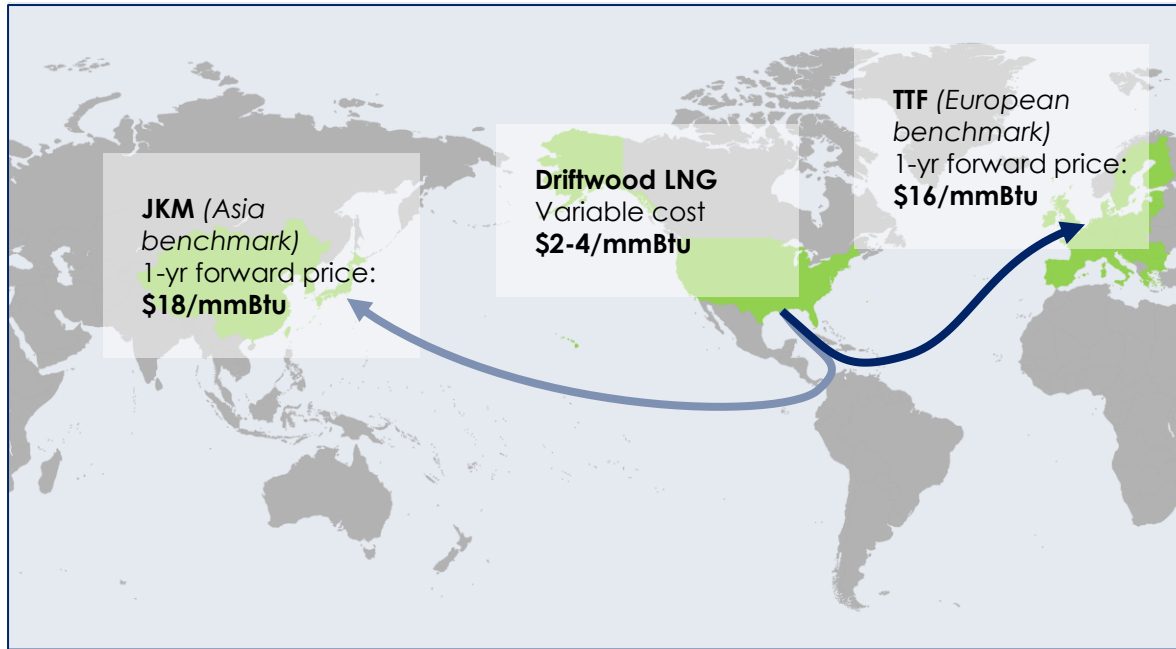 JKM (Asia
benchmark)
1-yr forward price:
$18/mmBtu
Driftwood LNG
Variable cost
$2-4/mmBtu
TTF (European
benchmark)
1-yr forward price:
$16/mmBtu